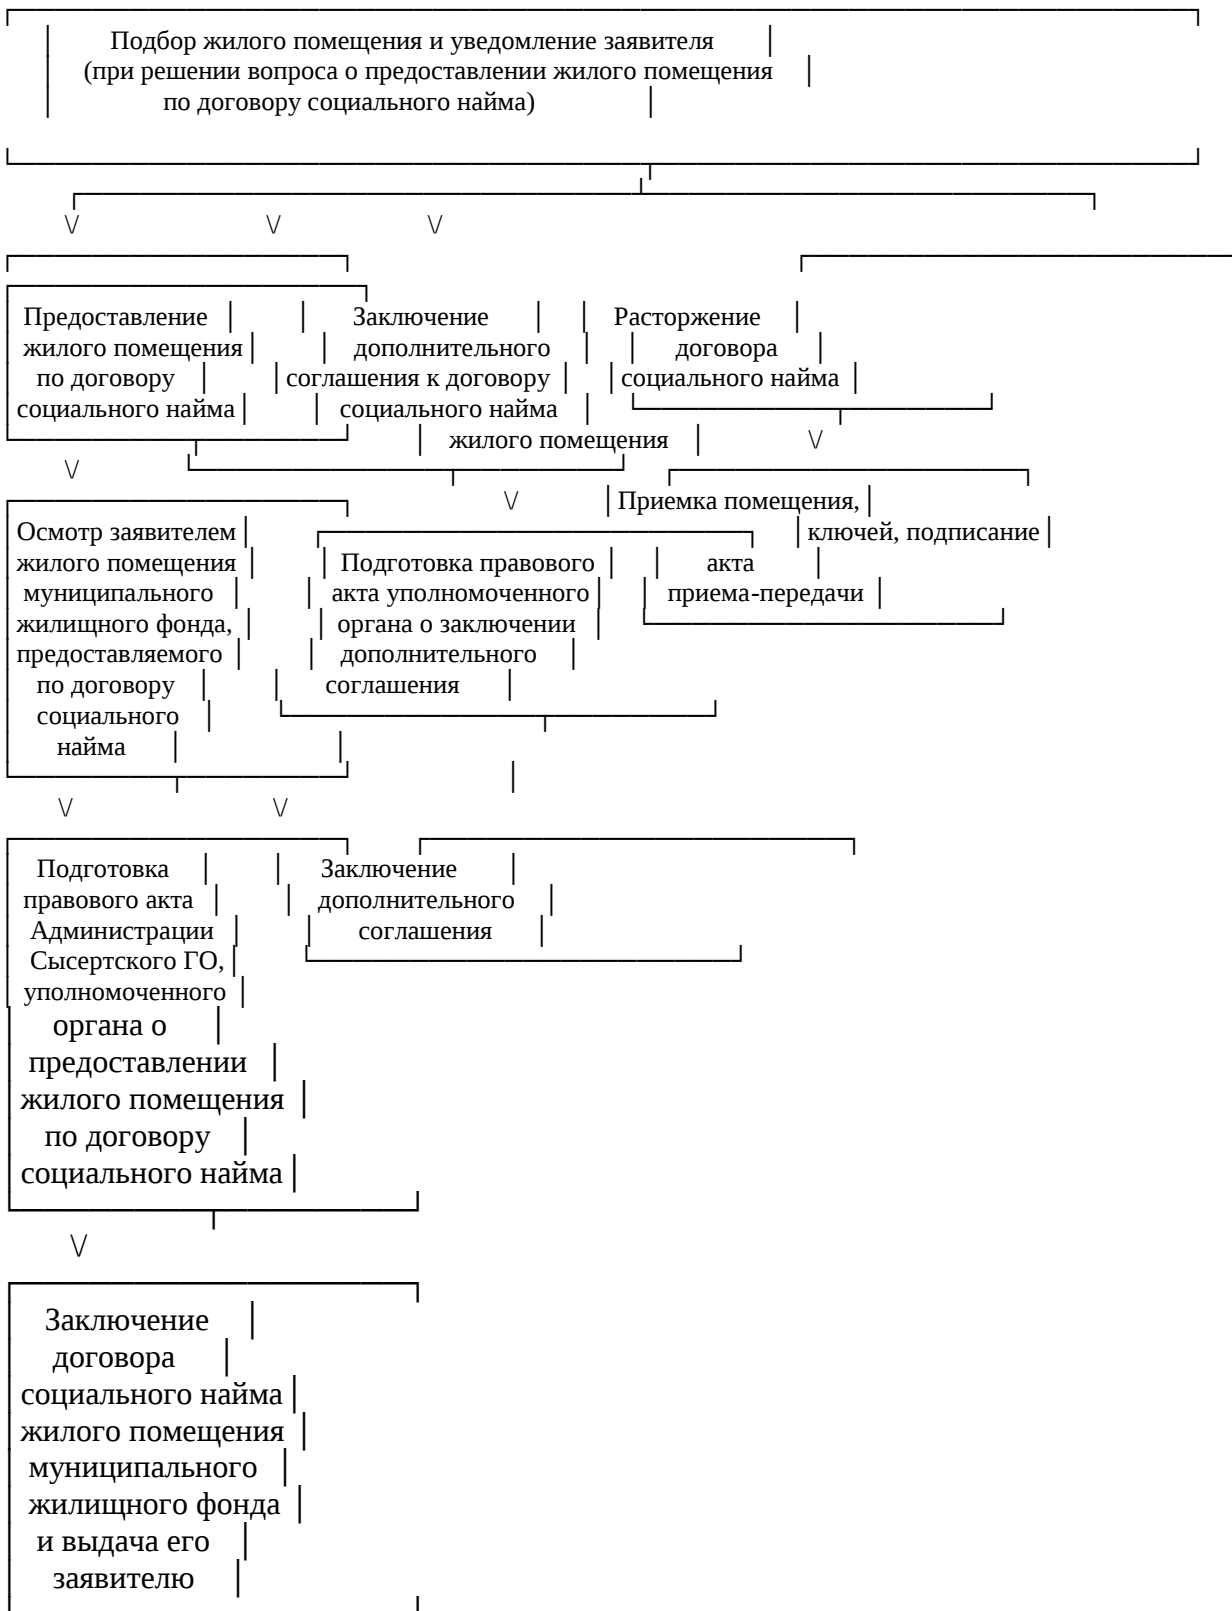 Подбор жилого помещения и уведомление заявителя
(при решении вопроса о предоставлении жилого помещения
по договору социального найма)
\/ \/ \/
Предоставление Заключение Расторжение
жилого помещения дополнительного договора
по договору соглашения к договору социального найма
социального найма социального найма
жилого помещения \/
\/
\/ Приемка помещения,
Осмотр заявителем ключей, подписание
жилого помещения Подготовка правового акта
муниципального акта уполномоченного приема-передачи
жилищного фонда, органа о заключении
предоставляемого дополнительного
по договору соглашения
социального
найма
\/ \/
Подготовка Заключение
правового акта дополнительного
Администрации соглашения
Сысертского ГО,
уполномоченного
органа о
предоставлении
жилого помещения
по договору
социального найма
\/
Заключение
договора
социального найма
жилого помещения
муниципального
жилищного фонда
и выдача его
заявителю